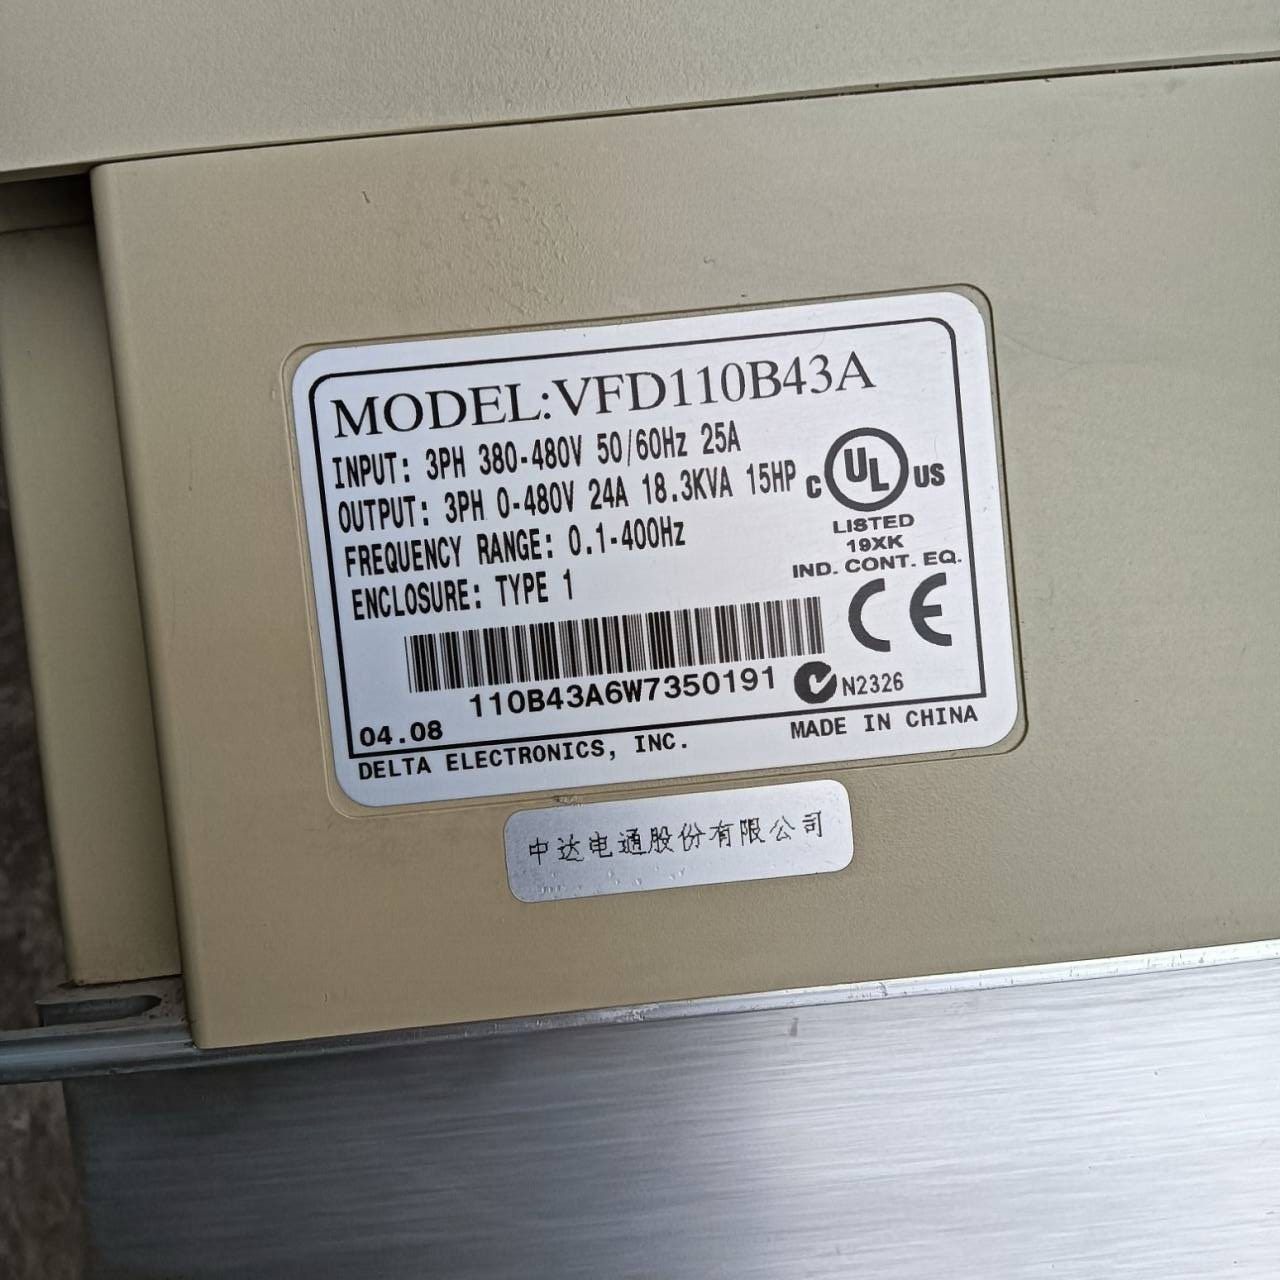 MODEL:VFD110B43A
INPUT: 3PH 380-480V 50/60Hz 25A
OUTPUT: 3PH 0-480V 24A 18.3KVA 15HP
FREQUENCY RANGE: 0.1-400Hz
ENCLOSURE: TYPE 1
C UL US
LISTED
19XK
IND. CONT. EQ.
CE
110B43A6W7350191
N2326
04.08
DELTA ELECTRONICS, INC.
MADE IN CHINA
中达电通股份有限公司